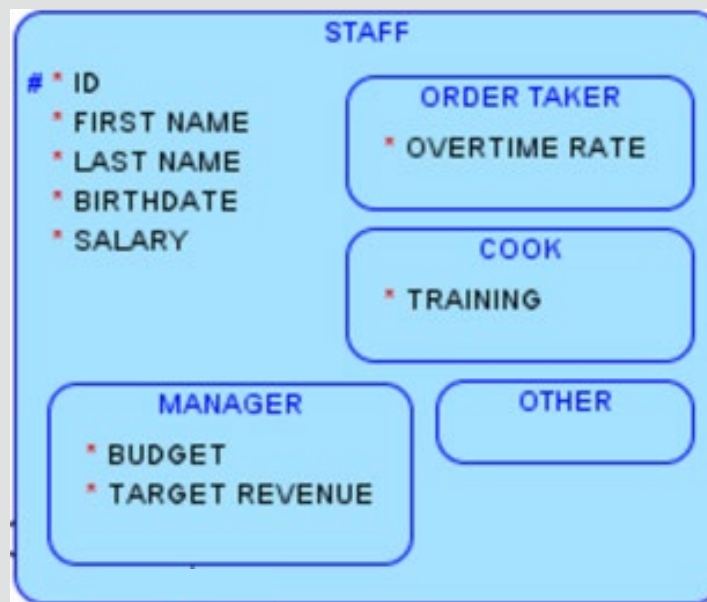 STAFF
# * ID
* FIRST NAME
* LAST NAME
* BIRTHDATE
* SALARY
ORDER TAKER
* OVERTIME RATE
COOK
* TRAINING
MANAGER
* BUDGET
* TARGET REVENUE
OTHER